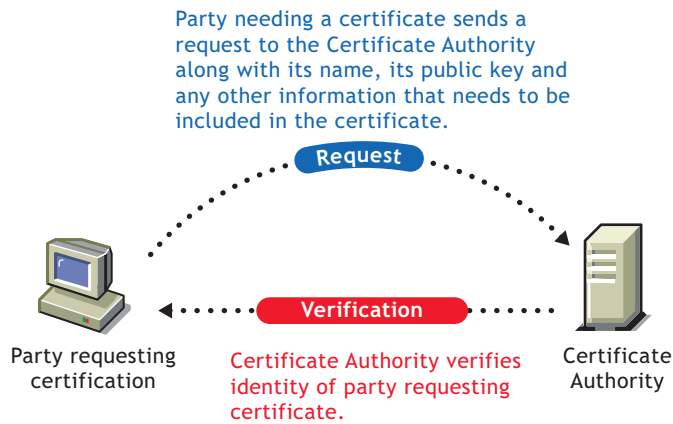 Party needing a certificate sends a
request to the Certificate Authority
along with its name, its public key and
any other information that needs to be
included in the certificate.
Request
Verification
Party requesting
certification
Certificate Authority verifies
identity of party requesting
certificate.
Certificate
Authority